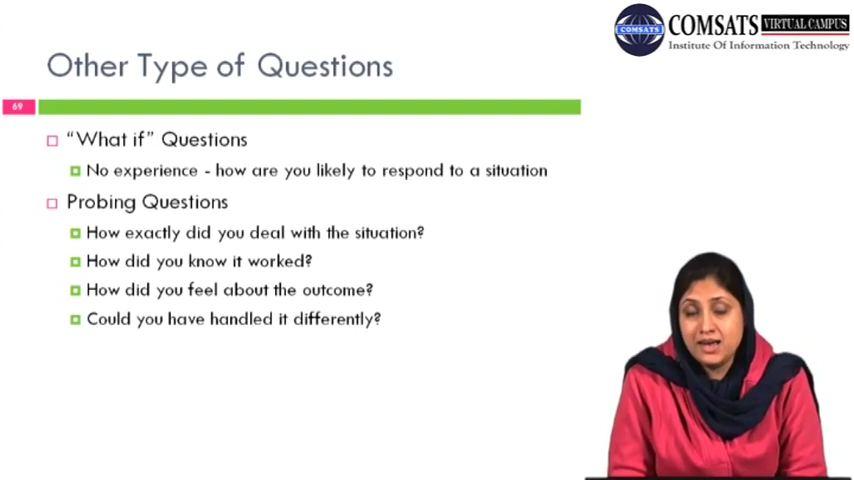 COMSATS VIRTUAL CAMPUS
COMSATS
Institute Of Information Technology
Other Type of Questions
69
"What if" Questions
No experience - how are you likely to respond to a situation
Probing Questions
How exactly did you deal with the situation?
How did you know it worked?
How did you feel about the outcome?
Could you have handled it differently?